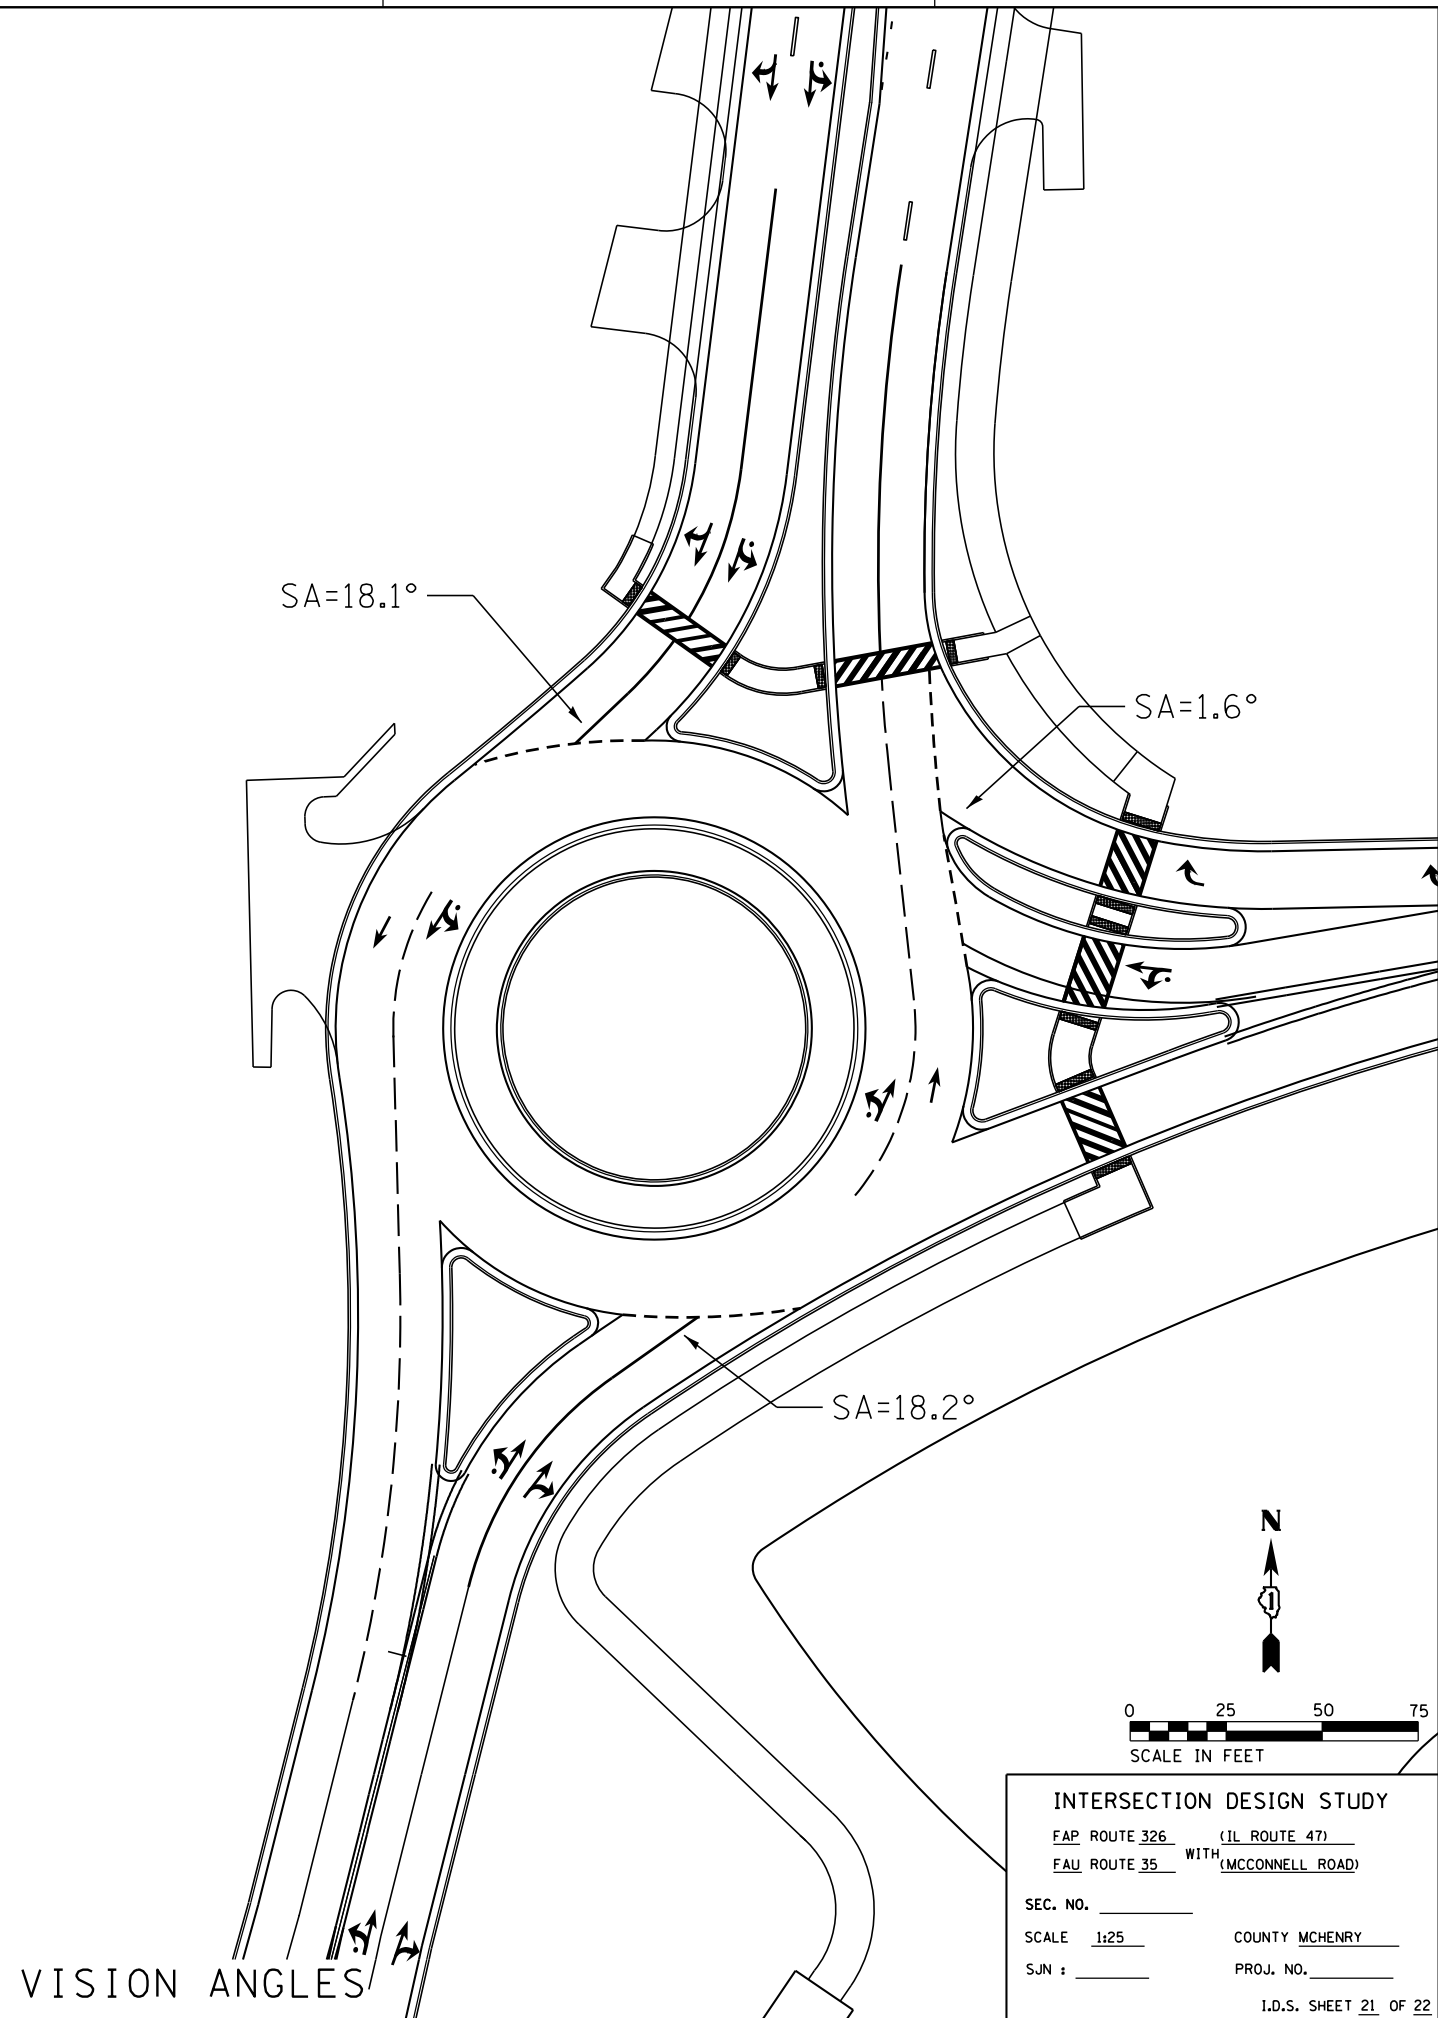 SA=18.1°
SA=1.6°
SA=18.2°
N
1
0 25 50 75
SCALE IN FEET
INTERSECTION DESIGN STUDY
FAP ROUTE 326 (IL ROUTE 47)
WITH
FAU ROUTE 35 (MCCONNELL ROAD)
SEC. NO.
SCALE 1:25 COUNTY MCHENRY
SJN : PROJ. NO.
VISION ANGLES
I.D.S. SHEET 21 OF 22